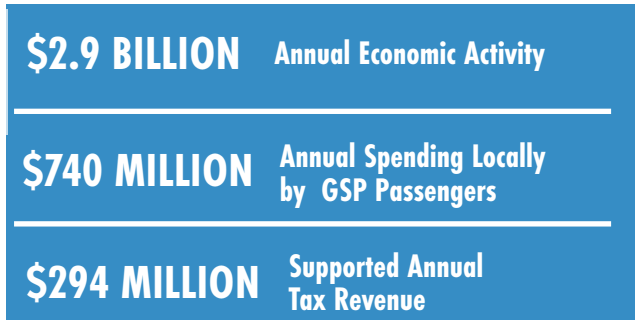 $2.9 BILLION Annual Economic Activity
$740 MILLION Annual Spending Locally
by GSP Passengers
$294 MILLION Supported Annual
Tax Revenue